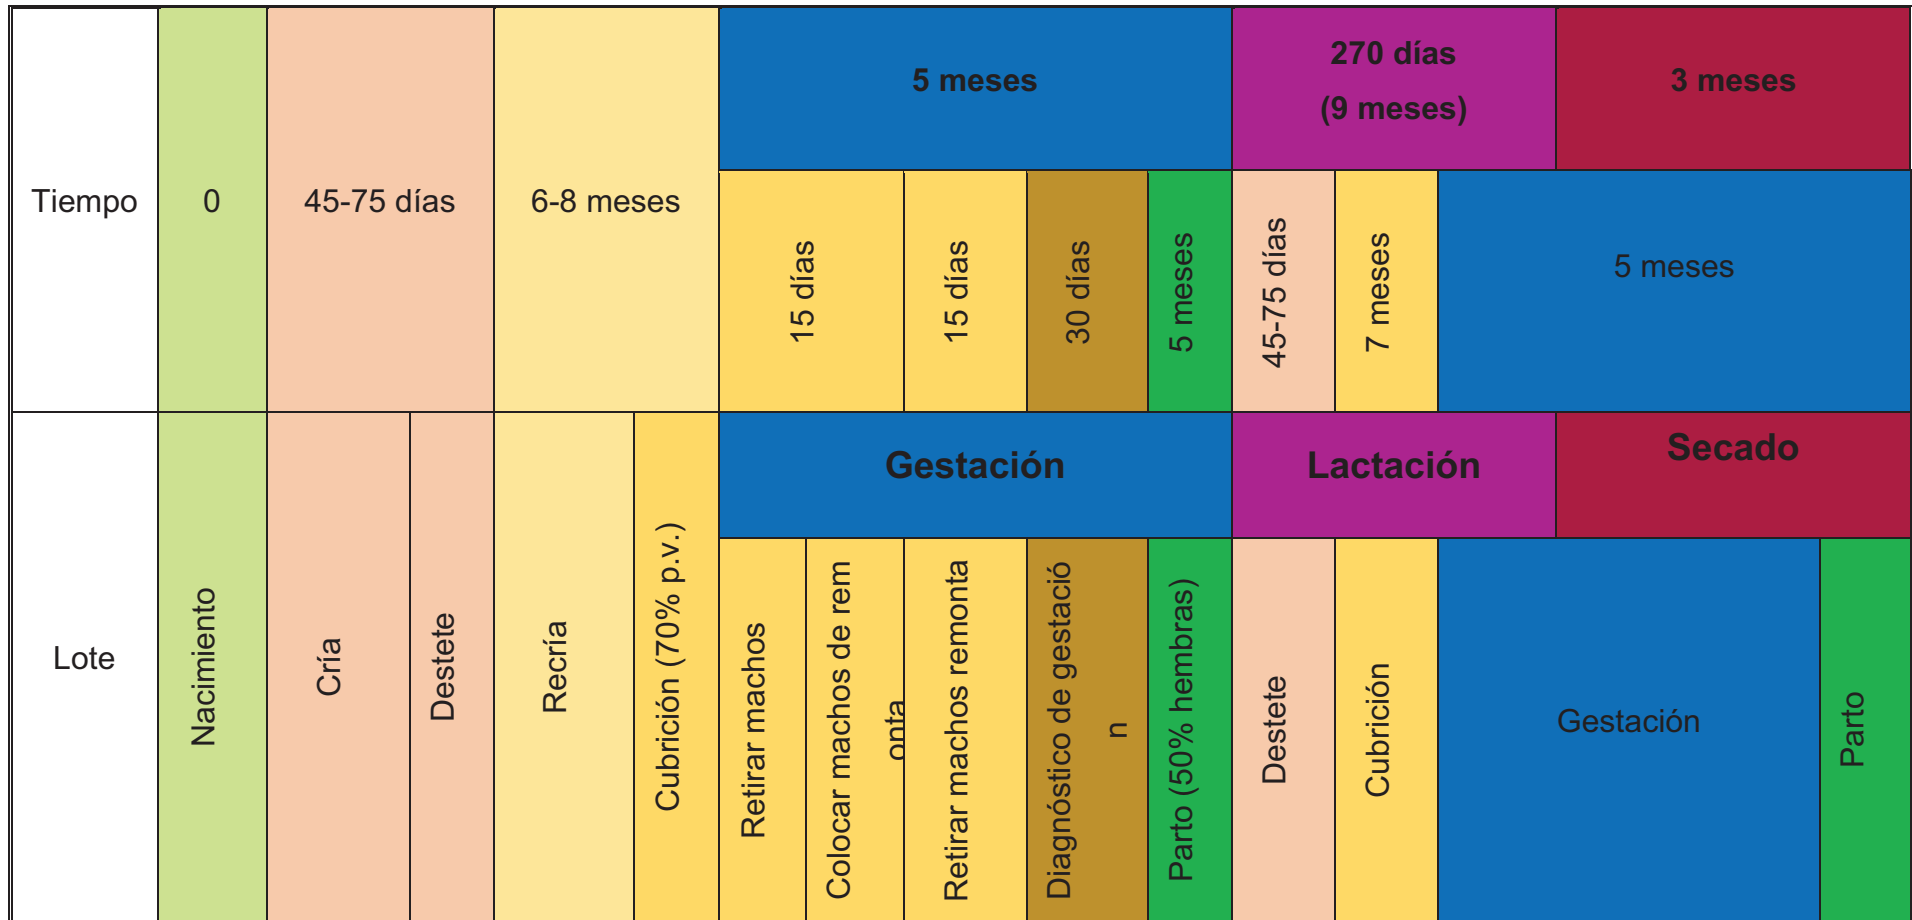 Tiempo
0
45-75 días
6-8 meses
5 meses
270 días
(9 meses)
3 meses
15 días
15 días
30 días
5 meses
45-75 días
7 meses
5 meses
Lote
Nacimiento
Cría
Destete
Recría
Cubrición (70% p.v.)
Gestación
Lactación
Secado
Retirar machos
Colocar machos de rem
onta
Retirar machos remonta
Diagnóstico de gestació
n
Parto (50% hembras)
Destete
Cubrición
Gestación
Parto